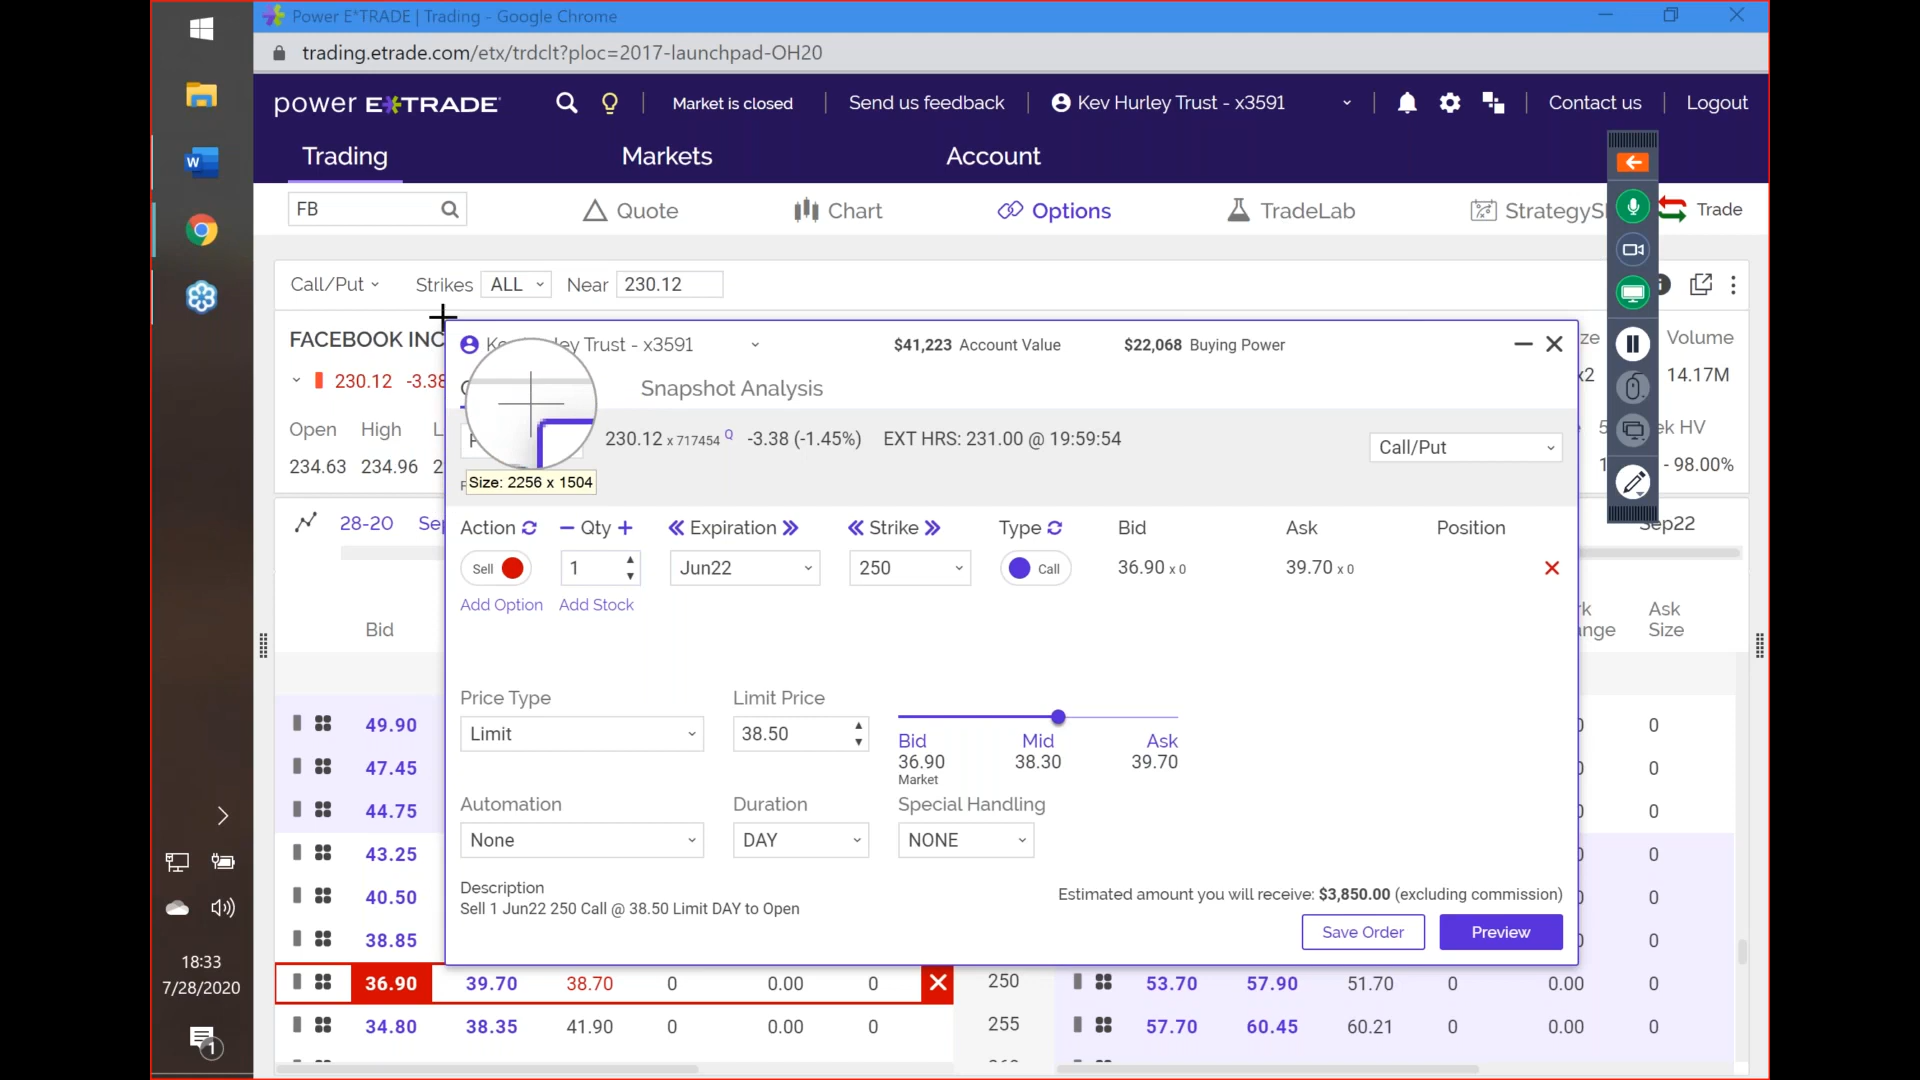 Power E*TRADE | Trading - Google Chrome
trading.etrade.com/etx/trdclt?ploc=2017-launchpad-OH20
power E*TRADE
Market is closed
Send us feedback
Kev Hurley Trust - x3591
Contact us
Logout
Trading
Markets
Account
FB
Quote
Chart
Options
TradeLab
Trade
Call/Put
Strikes
ALL
Near
230.12
FACEBOOK INC
Volume
230.12 -3.38
x2
14.17M
Open High
HV
234.63 234.96
- 98.00%
Trust - x3591
$41,223 Account Value
$22,068 Buying Power
Snapshot Analysis
230.12 x 717454 Q -3.38 (-1.45%) EXT HRS: 231.00 @ 19:59:54
Call/Put
Size: 2256 x 1504
28-20
Sep22
Action
Qty
Expiration
Strike
Type
Bid
Ask
Position
Sell
1
Jun22
250
Call
36.90 x 0
39.70 x 0
Add Option Add Stock
Bid
Ask
Size
Price Type
Limit Price
Limit
38.50
Bid Mid Ask
36.90 38.30 39.70
Market
Automation
Duration
Special Handling
None
DAY
NONE
Description
Sell 1 Jun22 250 Call @ 38.50 Limit DAY to Open
Estimated amount you will receive: $3,850.00 (excluding commission)
Save Order
Preview
49.90 0
47.45 0
44.75 0
43.25 0
40.50 0
38.85 0
36.90 39.70 38.70 0 0.00 0 250 53.70 57.90 51.70 0 0.00 0
34.80 38.35 41.90 0 0.00 0 255 57.70 60.45 60.21 0 0.00 0
18:33
7/28/2020
1